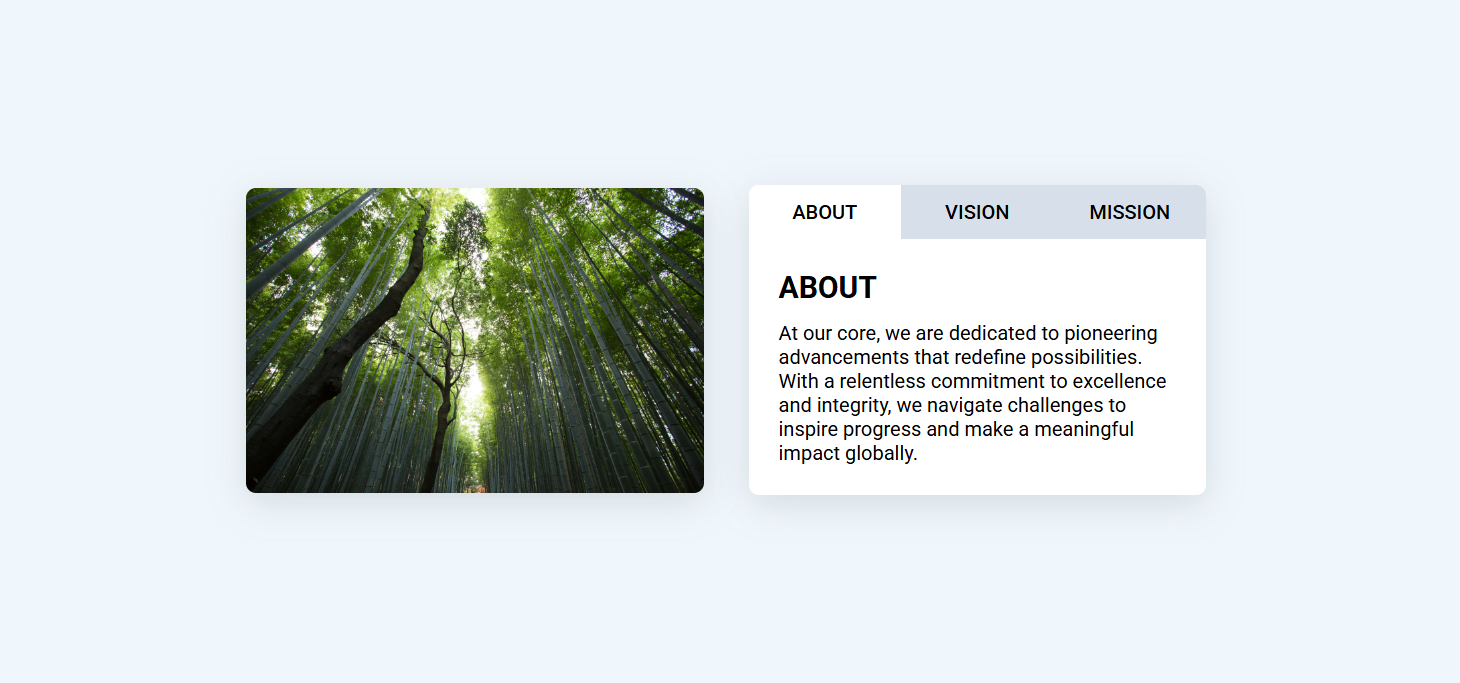 ABOUT VISION MISSION
ABOUT
At our core, we are dedicated to pioneering
advancements that redefine possibilities.
With a relentless commitment to excellence
and integrity, we navigate challenges to
inspire progress and make a meaningful
impact globally.